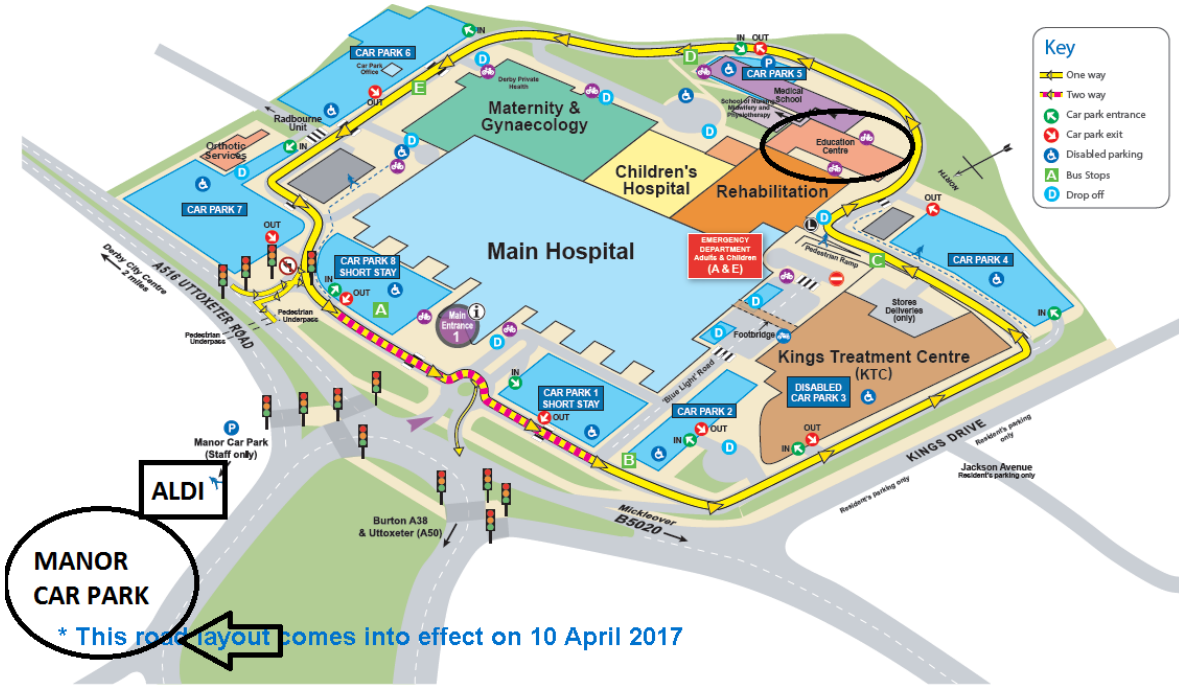 IN
OUT
CAR PARK 6
Car Park
Office
OUT
E
D
Derby Private
Health
D
IN OUT
D
P
CAR PARK 5
Medical
School
School of Nursing
Midwifery and
Physiotherapy
D
Education
Centre
Maternity &
Gynaecology
Children's
Hospital
Rehabilitation
Main Hospital
Radbourne
Unit
IN
Orthotic
Services
D
D
CAR PARK 7
OUT
CAR PARK 8
SHORT STAY
IN
OUT
A
Main
Entrance
1
i
D
EMERGENCY
DEPARTMENT
Adults & Children
(A & E)
D
L
Pedestrian Ramp
C
OUT
CAR PARK 4
IN
NORTH
Stores
Deliveries
(only)
D
D
Footbridge
Kings Treatment Centre
(KTC)
DISABLED
CAR PARK 3
OUT
IN
'Blue Light' Road
IN
CAR PARK 1
SHORT STAY
OUT
CAR PARK 2
IN
OUT
D
B
Derby City Centre
2 miles
A516 UTTOXETER ROAD
Pedestrian
Underpass
Pedestrian
Underpass
P
Manor Car Park
(Staff only)
ALDI
MANOR
CAR PARK
Burton A38
& Uttoxeter (A50)
Mickleover
B5020
KINGS DRIVE
Resident's parking only
Resident's parking
only
Jackson Avenue
Resident's parking only
* This road layout comes into effect on 10 April 2017
Key
One way
Two way
Car park entrance
Car park exit
Disabled parking
A Bus Stops
D Drop off